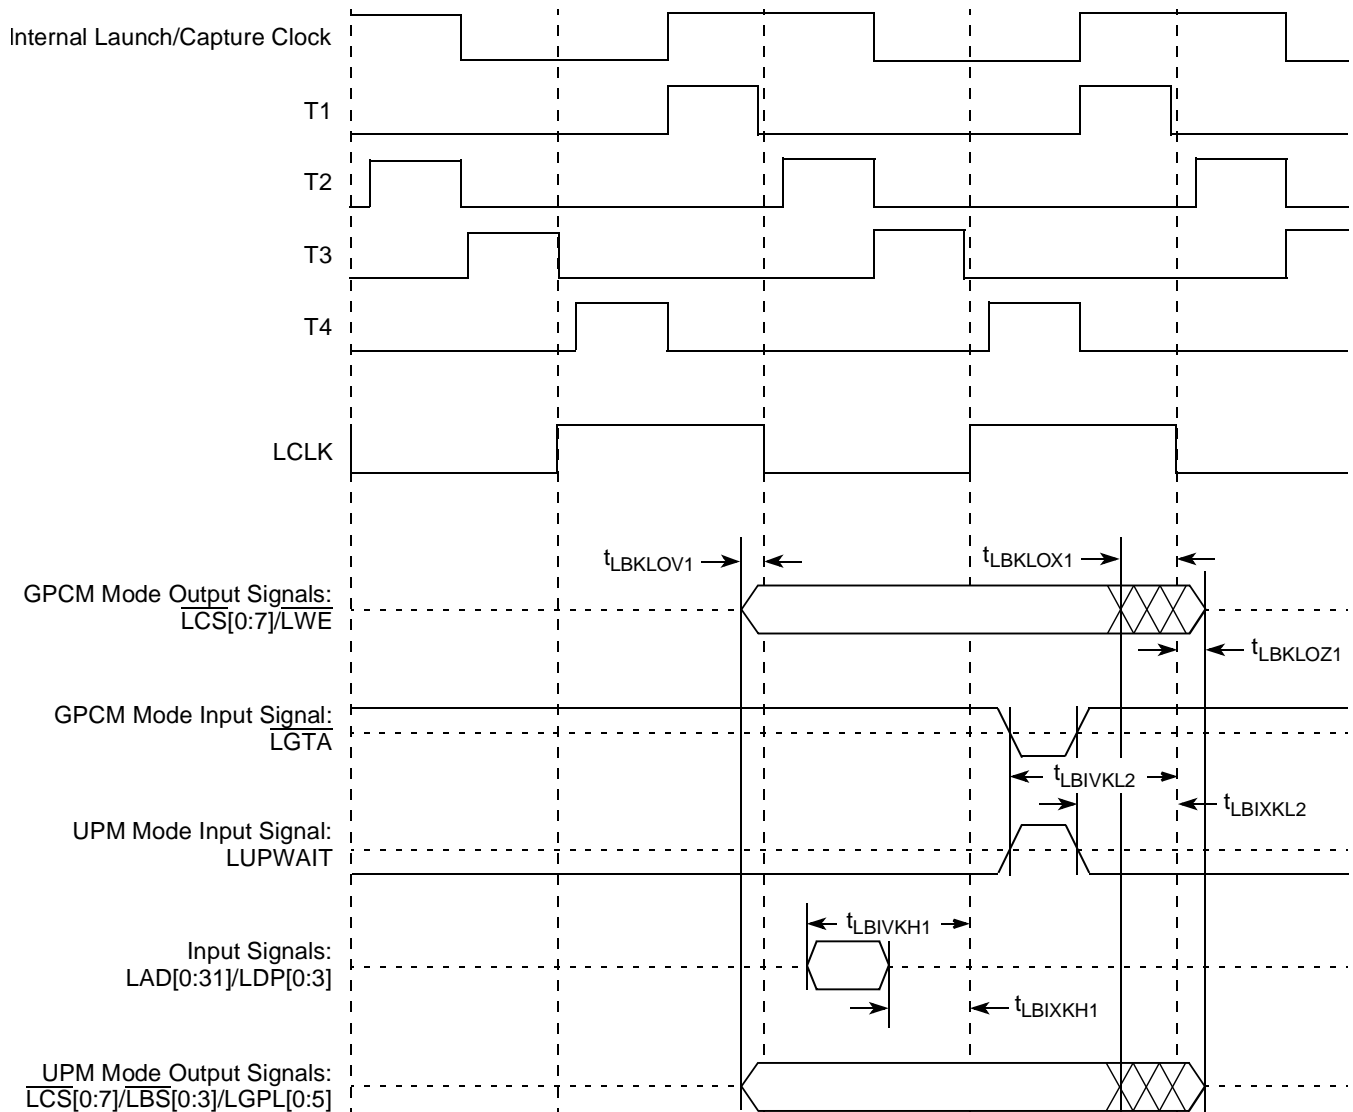 Internal Launch/Capture Clock
T1
T2
T3
T4
LCLK
tLBKLOV1
tLBKLOX1
GPCM Mode Output Signals:
LCS[0:7]/LWE
tLBKLOZ1
GPCM Mode Input Signal:
LGTA
tLBIVKL2
tLBIXKL2
UPM Mode Input Signal:
LUPWAIT
tLBIVKH1
Input Signals:
LAD[0:31]/LDP[0:3]
tLBIXKH1
UPM Mode Output Signals:
LCS[0:7]/LBS[0:3]/LGPL[0:5]